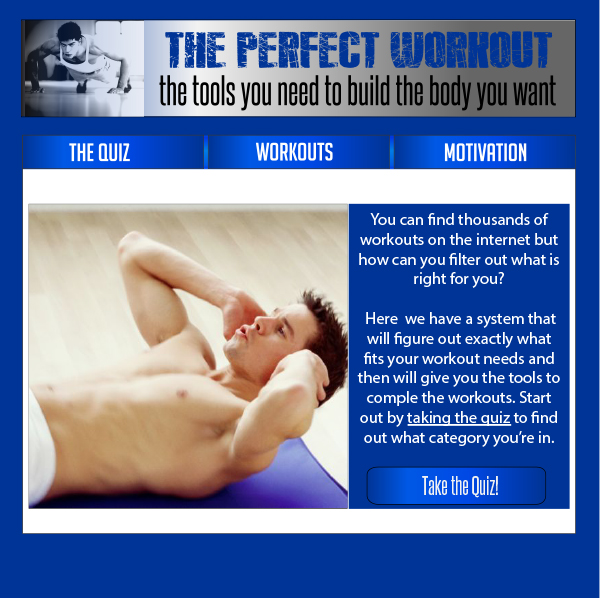 THE PERFECT WORKOUT
the tools you need to build the body you want
THE QUIZ
WORKOUTS
MOTIVATION
You can find thousands of
workouts on the internet but
how can you filter out what is
right for you?
Here we have a system that
will figure out exactly what
fits your workout needs and
then will give you the tools to
comple the workouts. Start
out by taking the quiz to find
out what category you're in.
Take the Quiz!